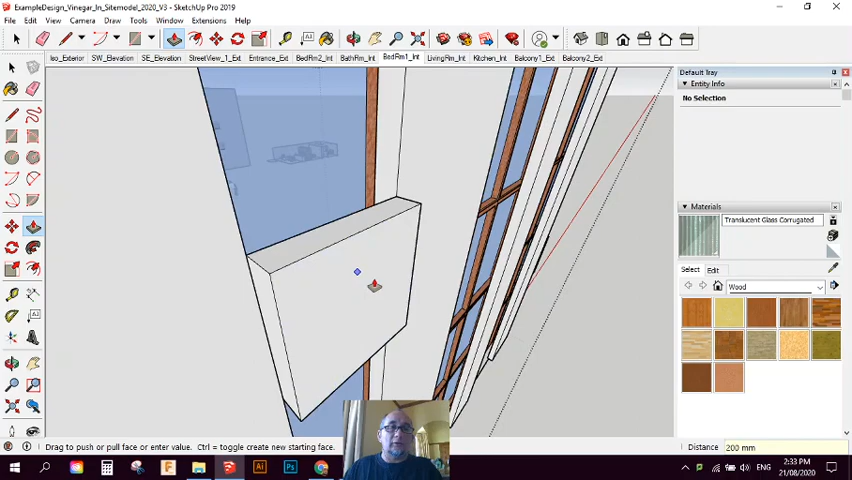 ExampleDesign_Vinegar_In_Sitemodel_2020_V3 - SketchUp Pro 2019
File Edit View Camera Draw Tools Window Extensions Help
Iso_Exterior SW_Elevation SE_Elevation StreetView_1_Ext Entrance_Ext BedRm2_Int BathRm_Int BedRm1_Int LivingRm_Int Kitchen_Int Balcony1_Ext Balcony2_Ext
Default Tray
Entity Info
No Selection
Materials
Translucent Glass Corrugated
Select Edit
Wood
Drag to push or pull face or enter value. Ctrl = toggle create new starting face.
Distance 200 mm
ENG
2:33 PM
21/08/2020